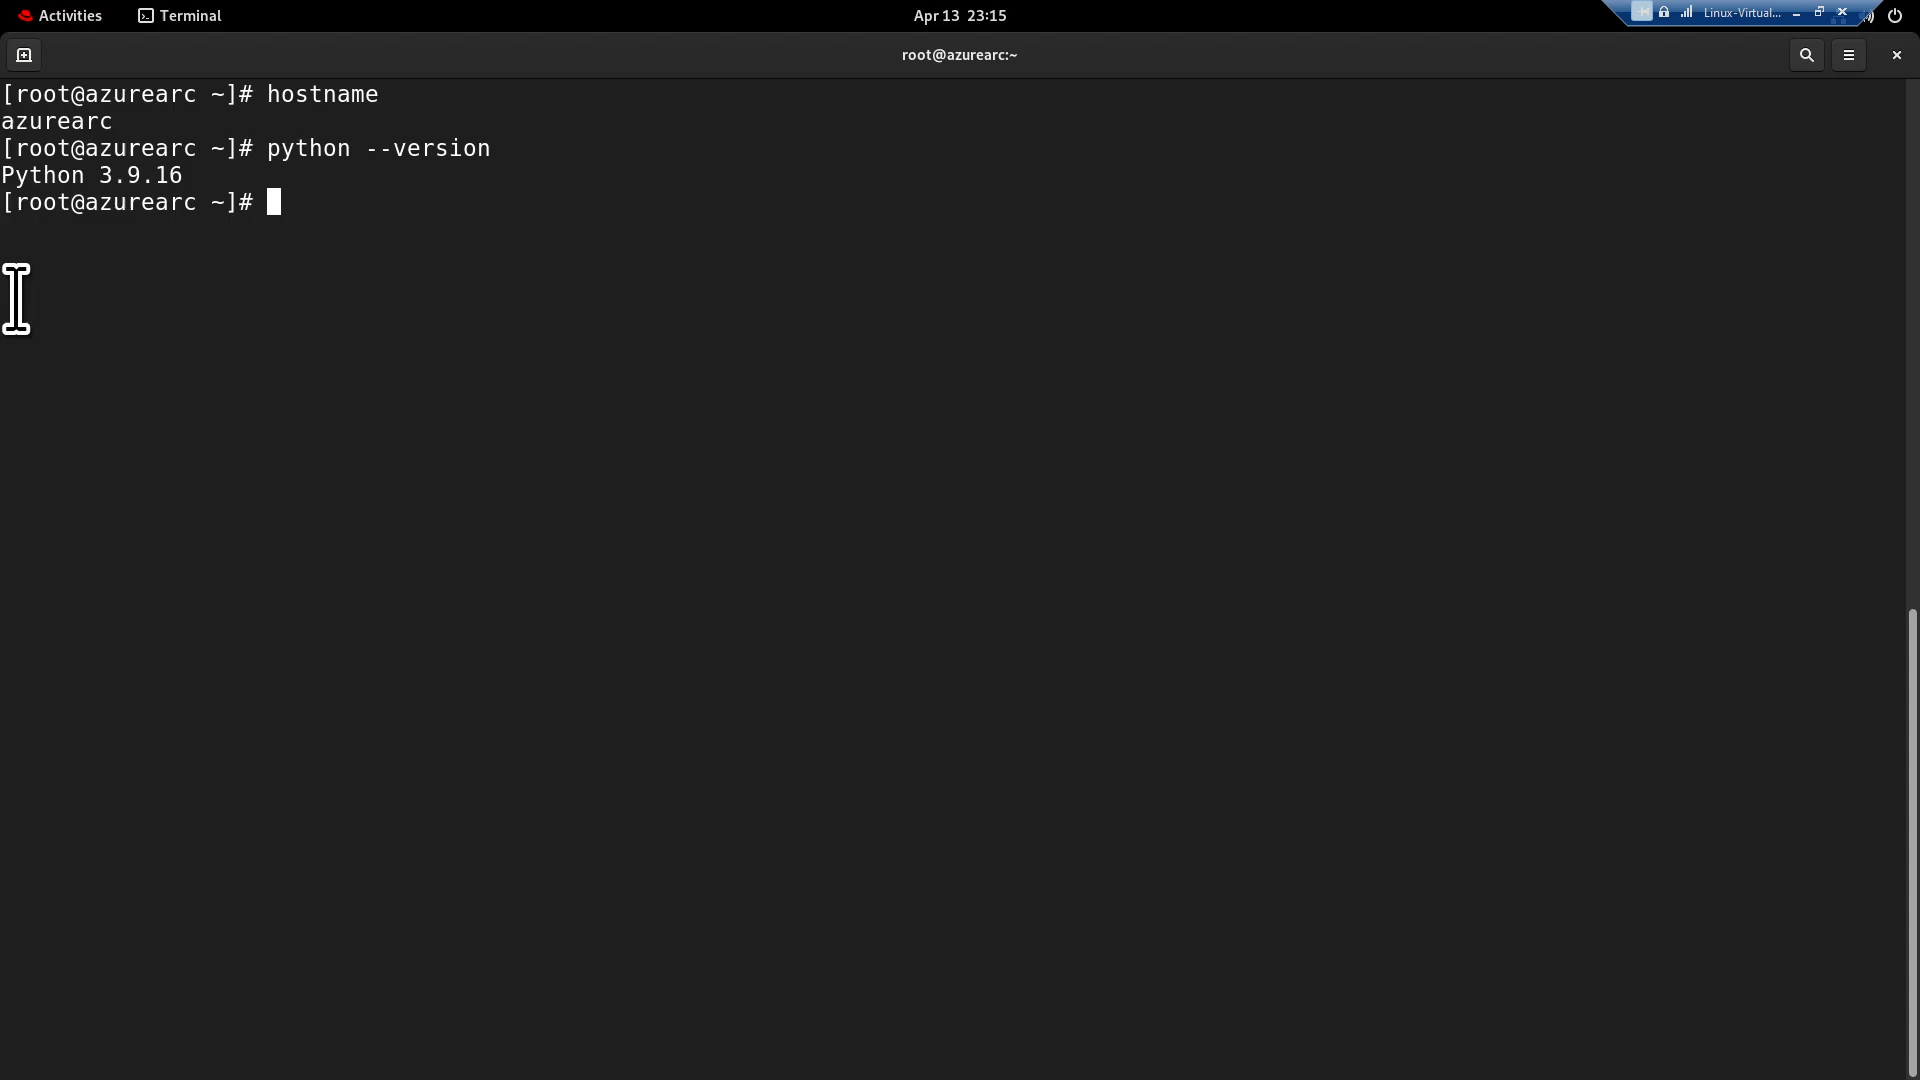 Activities
Terminal
Apr 13 23:15
Linux-Virtual...
root@azurearc:~
[root@azurearc ~]# hostname
azurearc
[root@azurearc ~]# python --version
Python 3.9.16
[root@azurearc ~]#